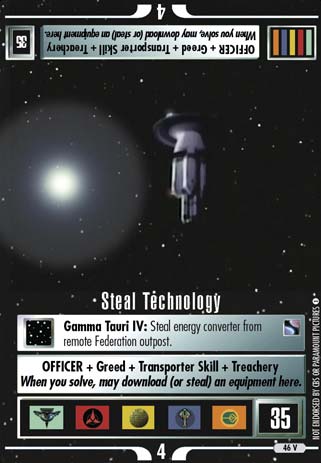 4
OFFICER + Greed + Transporter Skill + Treachery
When you solve, may download (or steal) an equipment here.
35
Steal Technology
Gamma Tauri IV: Steal energy converter from
remote Federation outpost.
OFFICER + Greed + Transporter Skill + Treachery
When you solve, may download (or steal) an equipment here.
35
46 V
4
NOT ENDORSED BY CBS OR PARAMOUNT PICTURES